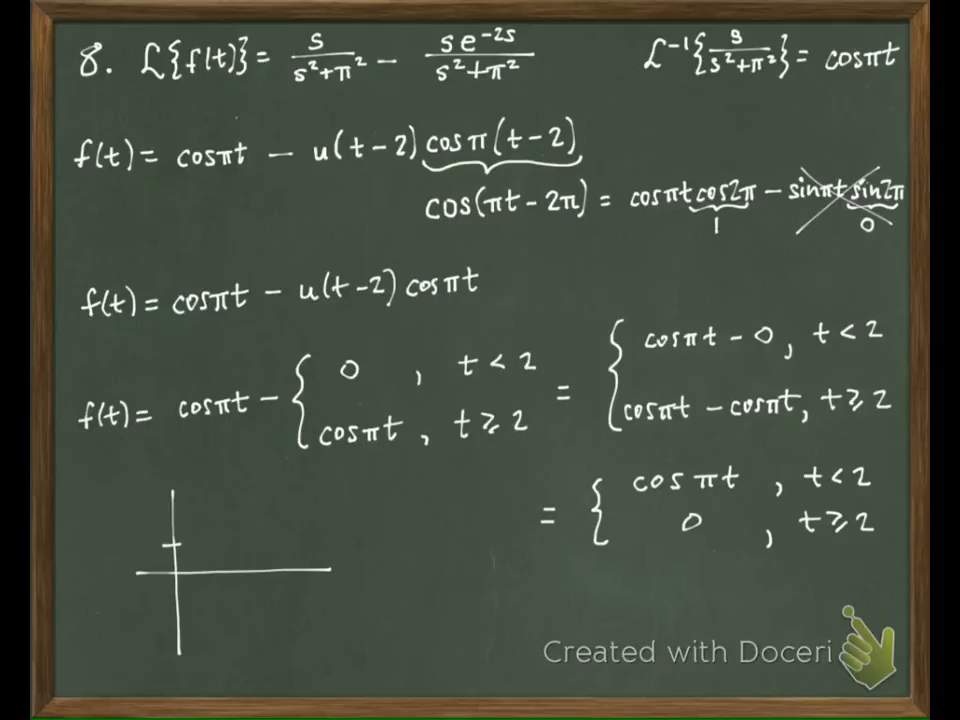 8. ℒ{f(t)} = s/(s²+π²) − se^(−2s)/(s²+π²)    ℒ⁻¹{s/(s²+π²)} = cosπt
f(t) = cosπt − u(t−2) cosπ(t−2)
cos(πt−2π) = cosπt cos2π − sinπt sin2π
1    0
f(t) = cosπt − u(t−2) cosπt
f(t) = cosπt − { 0 , t < 2 = { cosπt − 0, t < 2
cosπt , t ≥ 2    cosπt − cosπt, t ≥ 2
= { cos πt , t < 2
0 , t ≥ 2
Created with Doceri